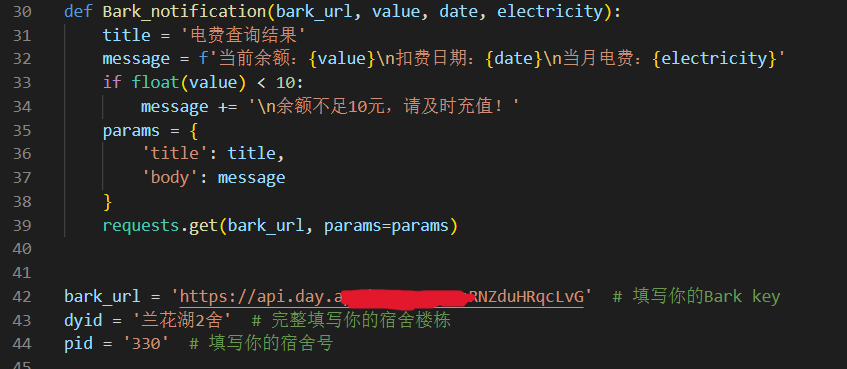 30 def Bark_notification(bark_url, value, date, electricity):
31     title = '电费查询结果'
32     message = f'当前余额：{value}\n扣费日期：{date}\n当月电费：{electricity}'
33     if float(value) < 10:
34         message += '\n余额不足10元，请及时充值！'
35     params = {
36         'title': title,
37         'body': message
38     }
39     requests.get(bark_url, params=params)
40
41
42 bark_url = 'https://api.day.a RNZduHRqcLvG'  # 填写你的Bark key
43 dyid = '兰花湖2舍'  # 完整填写你的宿舍楼栋
44 pid = '330'  # 填写你的宿舍号
45